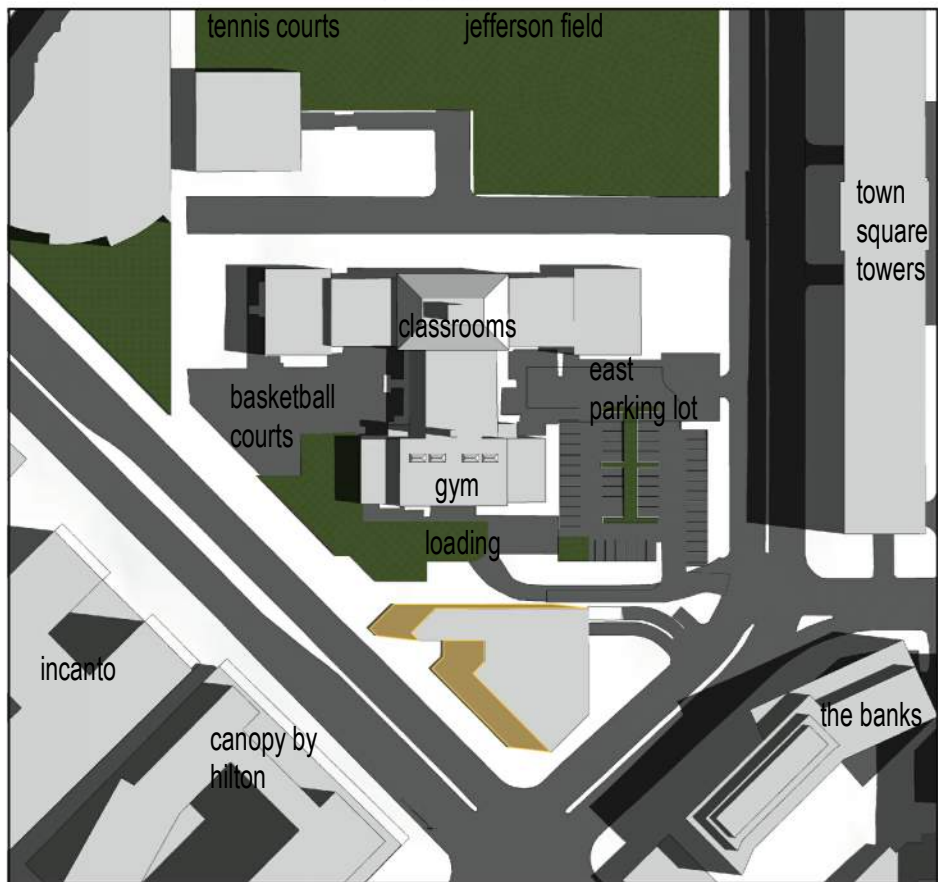 tennis courts
jefferson field
town
square
towers
classrooms
basketball
courts
east
parking lot
gym
loading
incanto
canopy by
hilton
the banks